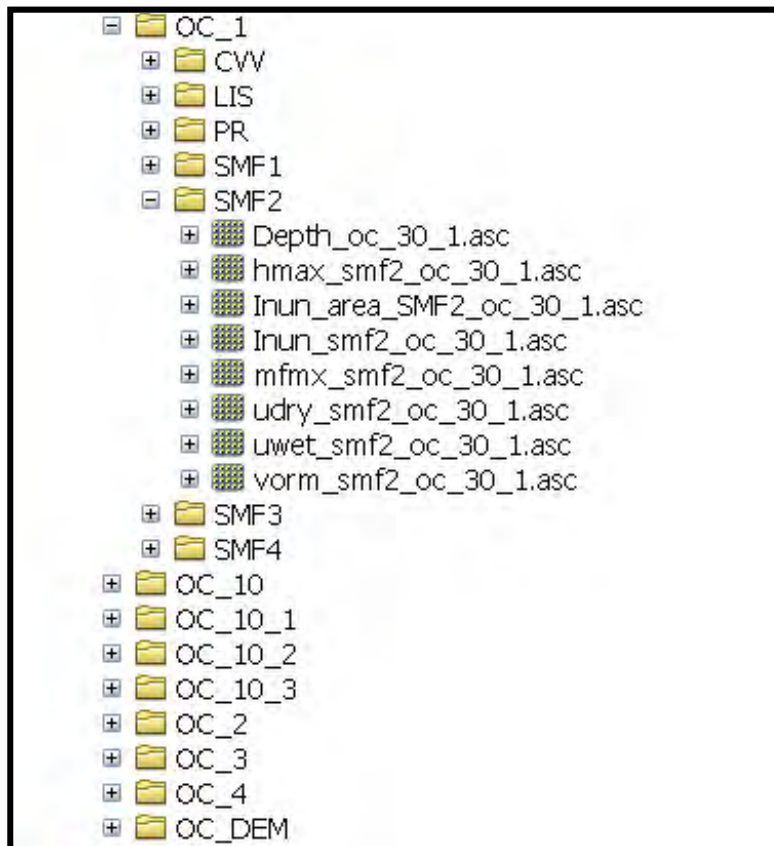 OC_1
CVV
LIS
PR
SMF1
SMF2
Depth_oc_30_1.asc
hmax_smf2_oc_30_1.asc
Inun_area_SMF2_oc_30_1.asc
Inun_smf2_oc_30_1.asc
mfmx_smf2_oc_30_1.asc
udry_smf2_oc_30_1.asc
uwet_smf2_oc_30_1.asc
vorm_smf2_oc_30_1.asc
SMF3
SMF4
OC_10
OC_10_1
OC_10_2
OC_10_3
OC_2
OC_3
OC_4
OC_DEM